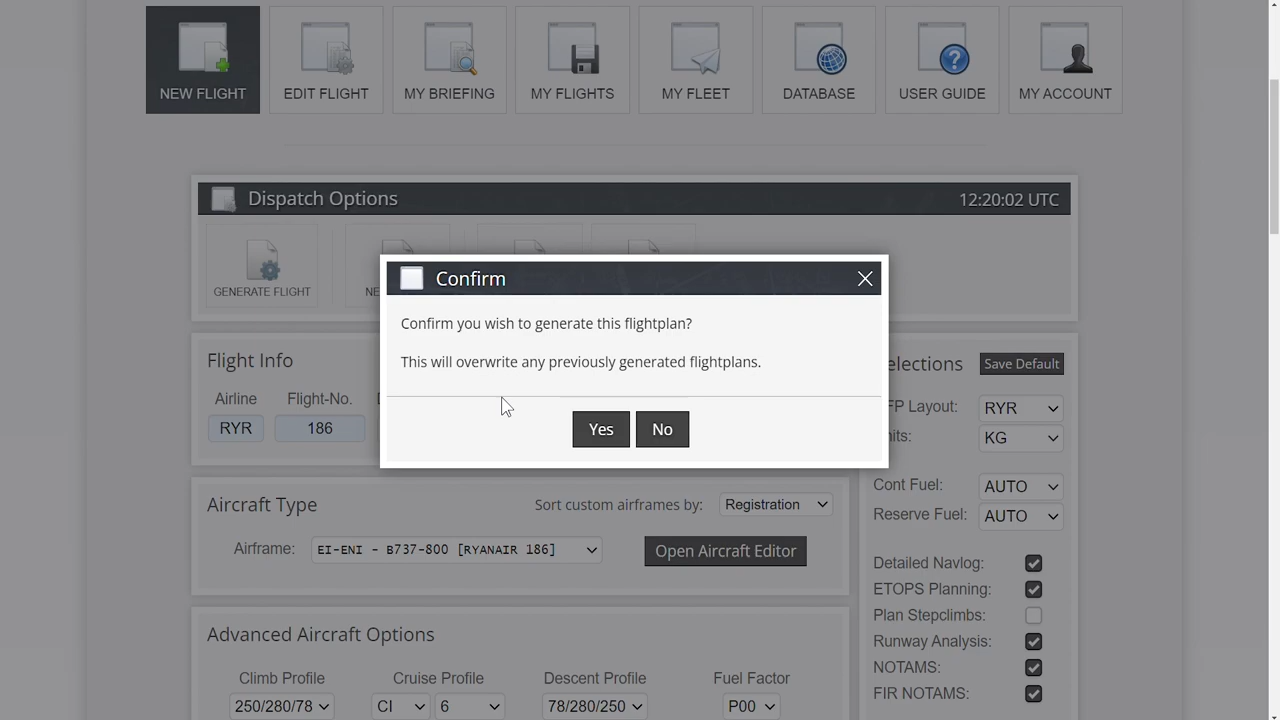 NEW FLIGHT
EDIT FLIGHT
MY BRIEFING
MY FLIGHTS
MY FLEET
DATABASE
USER GUIDE
MY ACCOUNT
Dispatch Options
12:20:02 UTC
GENERATE FLIGHT
Confirm
Confirm you wish to generate this flightplan?
This will overwrite any previously generated flightplans.
Yes
No
Flight Info
Airline
Flight-No.
RYR
186
elections
Save Default
FP Layout:
RYR
nits:
KG
Cont Fuel:
AUTO
Reserve Fuel:
AUTO
Aircraft Type
Sort custom airframes by:
Registration
Airframe:
EI-ENI - B737-800 [RYANAIR 186]
Open Aircraft Editor
Detailed Navlog:
ETOPS Planning:
Plan Stepclimbs:
Runway Analysis:
NOTAMS:
FIR NOTAMS:
Advanced Aircraft Options
Climb Profile
Cruise Profile
Descent Profile
Fuel Factor
250/280/78
CI
6
78/280/250
P00